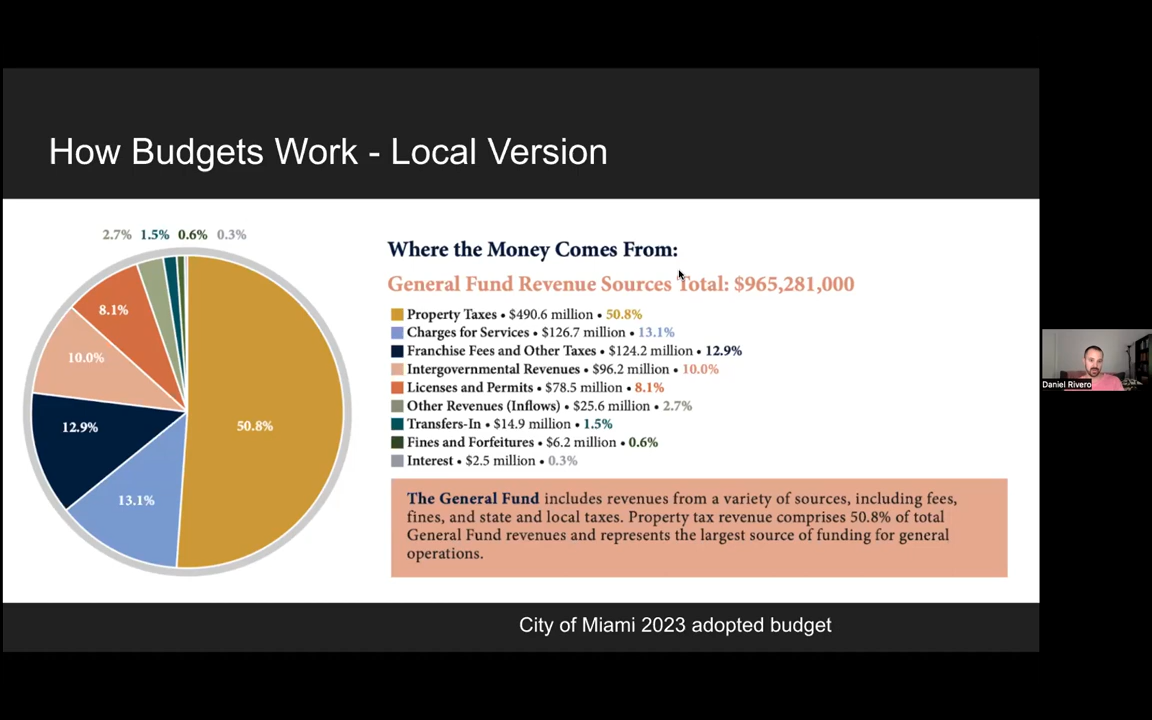 How Budgets Work - Local Version
2.7% 1.5% 0.6% 0.3%
8.1%
10.0%
12.9%
13.1%
50.8%
Where the Money Comes From:
General Fund Revenue Sources Total: $965,281,000
Property Taxes • $490.6 million • 50.8%
Charges for Services • $126.7 million • 13.1%
Franchise Fees and Other Taxes • $124.2 million • 12.9%
Intergovernmental Revenues • $96.2 million • 10.0%
Licenses and Permits • $78.5 million • 8.1%
Other Revenues (Inflows) • $25.6 million • 2.7%
Transfers-In • $14.9 million • 1.5%
Fines and Forfeitures • $6.2 million • 0.6%
Interest • $2.5 million • 0.3%
The General Fund includes revenues from a variety of sources, including fees,
fines, and state and local taxes. Property tax revenue comprises 50.8% of total
General Fund revenues and represents the largest source of funding for general
operations.
City of Miami 2023 adopted budget
Daniel Rivero